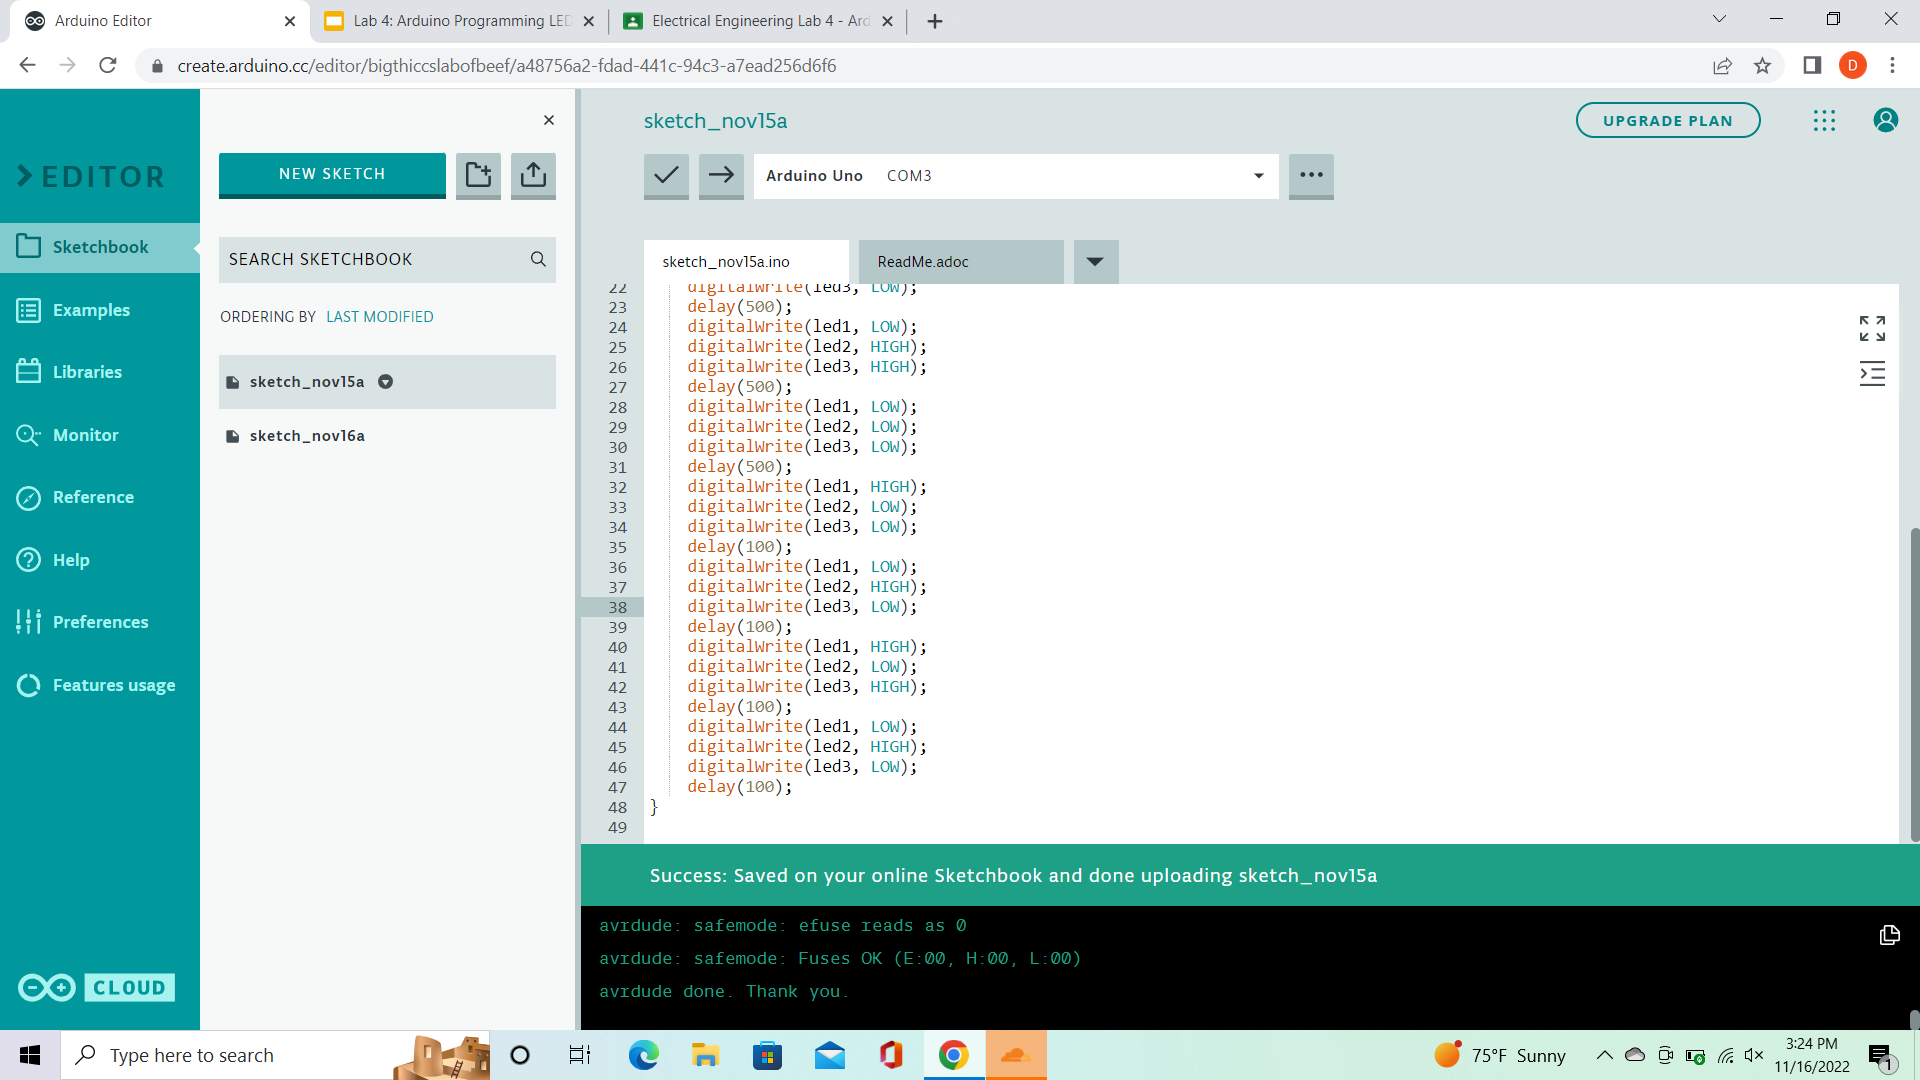 Arduino Editor
Lab 4: Arduino Programming LED
Electrical Engineering Lab 4 - Ard
create.arduino.cc/editor/bigthiccslabofbeef/a48756a2-fdad-441c-94c3-a7ead256d6f6
D
EDITOR
Sketchbook
Examples
Libraries
Monitor
Reference
Help
Preferences
Features usage
CLOUD
NEW SKETCH
SEARCH SKETCHBOOK
ORDERING BY LAST MODIFIED
sketch_nov15a
sketch_nov16a
sketch_nov15a
UPGRADE PLAN
Arduino Uno COM3
sketch_nov15a.ino
ReadMe.adoc
22 digitalWrite(led3, LOW);
23 delay(500);
24 digitalWrite(led1, LOW);
25 digitalWrite(led2, HIGH);
26 digitalWrite(led3, HIGH);
27 delay(500);
28 digitalWrite(led1, LOW);
29 digitalWrite(led2, LOW);
30 digitalWrite(led3, LOW);
31 delay(500);
32 digitalWrite(led1, HIGH);
33 digitalWrite(led2, LOW);
34 digitalWrite(led3, LOW);
35 delay(100);
36 digitalWrite(led1, LOW);
37 digitalWrite(led2, HIGH);
38 digitalWrite(led3, LOW);
39 delay(100);
40 digitalWrite(led1, HIGH);
41 digitalWrite(led2, LOW);
42 digitalWrite(led3, HIGH);
43 delay(100);
44 digitalWrite(led1, LOW);
45 digitalWrite(led2, HIGH);
46 digitalWrite(led3, LOW);
47 delay(100);
48 }
49
Success: Saved on your online Sketchbook and done uploading sketch_nov15a
avrdude: safemode: efuse reads as 0
avrdude: safemode: Fuses OK (E:00, H:00, L:00)
avrdude done. Thank you.
Type here to search
75°F Sunny
3:24 PM
11/16/2022
1